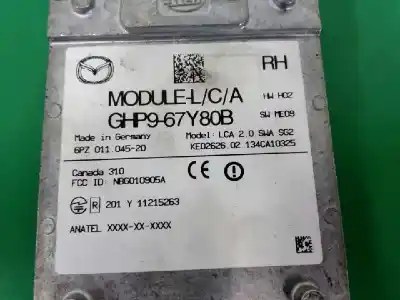 RH
MODULE-L/C/A
HW H02
GHP9-67Y80B
SW ME09
Made in Germany
Model: LCA 2.0 SWA SG2
6PZ 011.045-20
KE02626.02 134CA10325
Canada 310
FCC ID: NBG010905A
CE
R 201 Y 11215263
ANATEL XXXX-XX-XXXX